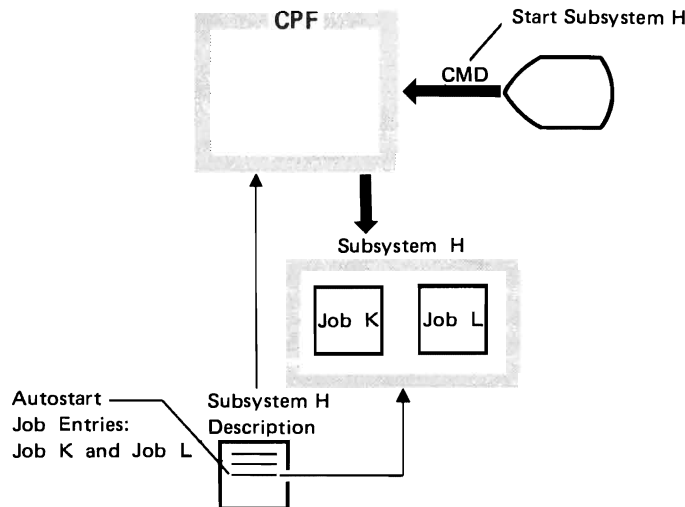 CPF
Start Subsystem H
CMD
Subsystem H
Job K
Job L
Autostart
Job Entries:
Job K and Job L
Subsystem H
Description